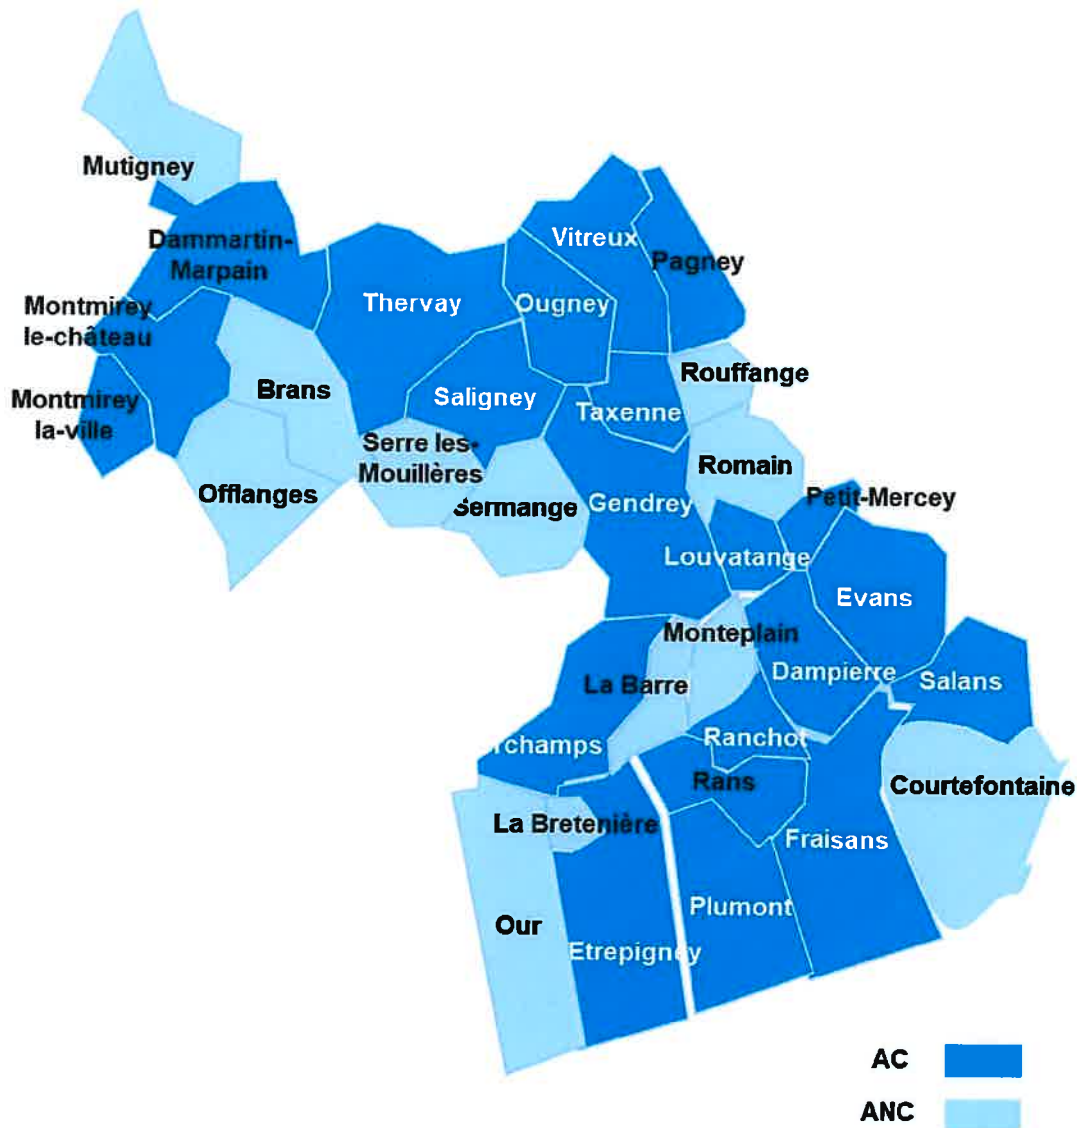 Mutigney
Vitreux
Dammartin-
Marpain
Pagney
Montmirey
le-château
Thervay
Ougney
Rouffange
Brans
Saligney
Montmirey
la-ville
Taxenne
Serre les-
Mouillères
Romain
Offlanges
Sermange
Gendrey
Petit-Mercey
Louvatange
Evans
Monteplain
Dampierre
La Barre
Salans
rchamps
Ranchot
Rans
Courtefontaine
La Bretenière
Fraisans
Plumont
Our
Etrepigney
AC
ANC